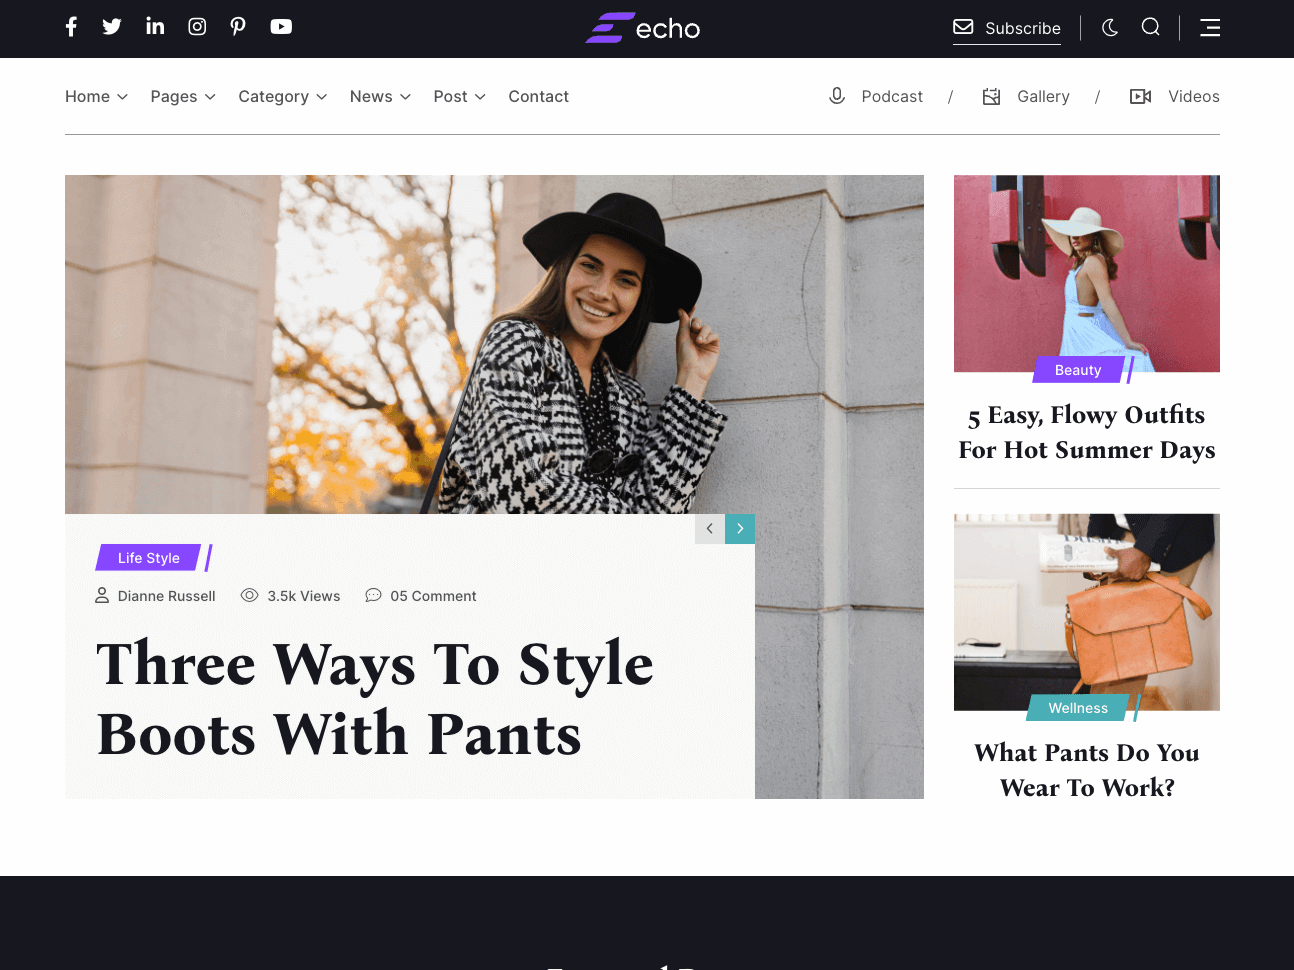 echo
Subscribe
Home Pages Category News Post Contact
Podcast / Gallery / Videos
Life Style
Dianne Russell 3.5k Views 05 Comment
Three Ways To Style
Boots With Pants
Beauty
5 Easy, Flowy Outfits
For Hot Summer Days
Wellness
What Pants Do You
Wear To Work?